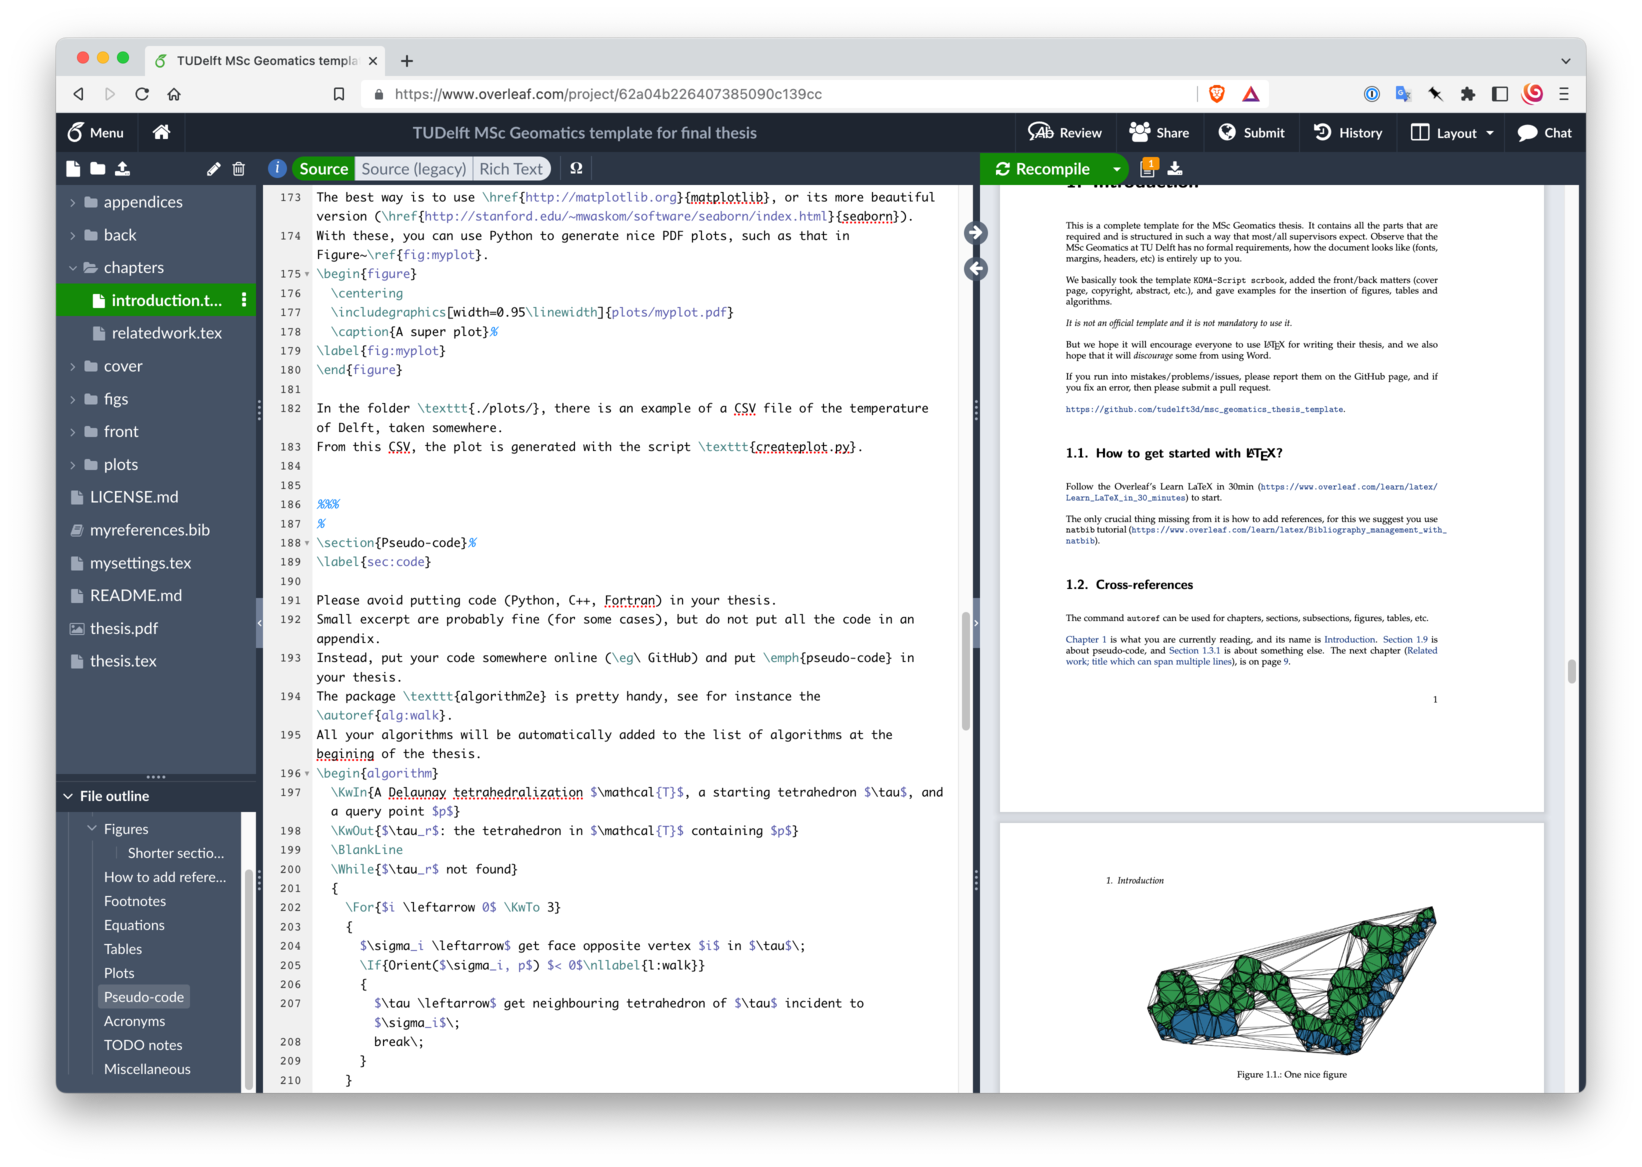 TUDelft MSc Geomatics templa
https://www.overleaf.com/project/62a04b226407385090c139cc
Menu
TUDelft MSc Geomatics template for final thesis
Review
Share
Submit
History
Layout
Chat
Source
Source (legacy)
Rich Text
Ω
Recompile
1
appendices
back
chapters
introduction.t...
relatedwork.tex
cover
figs
front
plots
LICENSE.md
myreferences.bib
mysettings.tex
README.md
thesis.pdf
thesis.tex
File outline
Figures
Shorter sectio...
How to add refere...
Footnotes
Equations
Tables
Plots
Pseudo-code
Acronyms
TODO notes
Miscellaneous
173 The best way is to use \href{http://matplotlib.org}{matplotlib}, or its more beautiful
version (\href{http://stanford.edu/~mwaskom/software/seaborn/index.html}{seaborn}).
174 With these, you can use Python to generate nice PDF plots, such as that in
Figure~\ref{fig:myplot}.
175 \begin{figure}
176 \centering
177 \includegraphics[width=0.95\linewidth]{plots/myplot.pdf}
178 \caption{A super plot}%
179 \label{fig:myplot}
180 \end{figure}
181
182 In the folder \texttt{./plots/}, there is an example of a CSV file of the temperature
of Delft, taken somewhere.
183 From this CSV, the plot is generated with the script \texttt{createplot.py}.
184
185
186 %%%
187 %
188 \section{Pseudo-code}%
189 \label{sec:code}
190
191 Please avoid putting code (Python, C++, Fortran) in your thesis.
192 Small excerpt are probably fine (for some cases), but do not put all the code in an
appendix.
193 Instead, put your code somewhere online (\eg\ GitHub) and put \emph{pseudo-code} in
your thesis.
194 The package \texttt{algorithm2e} is pretty handy, see for instance the
\autoref{alg:walk}.
195 All your algorithms will be automatically added to the list of algorithms at the
begining of the thesis.
196 \begin{algorithm}
197 \KwIn{A Delaunay tetrahedralization $\mathcal{T}$, a starting tetrahedron $\tau$, and
a query point $p$}
198 \KwOut{$\tau_r$: the tetrahedron in $\mathcal{T}$ containing $p$}
199 \BlankLine
200 \While{$\tau_r$ not found}
201 {
202 \For{$i \leftarrow 0$ \KwTo 3}
203 {
204 $\sigma_i \leftarrow$ get face opposite vertex $i$ in $\tau$\;
205 \If{Orient($\sigma_i, p$) $< 0$\nllabel{l:walk}}
206 {
207 $\tau \leftarrow$ get neighbouring tetrahedron of $\tau$ incident to
$\sigma_i$\;
208 break\;
209 }
210 }
1. Introduction
This is a complete template for the MSc Geomatics thesis. It contains all the parts that are
required and is structured in such a way that most/all supervisors expect. Observe that the
MSc Geomatics at TU Delft has no formal requirements, how the document looks like (fonts,
margins, headers, etc) is entirely up to you.
We basically took the template KOMA-Script scrbook, added the front/back matters (cover
page, copyright, abstract, etc.), and gave examples for the insertion of figures, tables and
algorithms.
It is not an official template and it is not mandatory to use it.
But we hope it will encourage everyone to use LATEX for writing their thesis, and we also
hope that it will discourage some from using Word.
If you run into mistakes/problems/issues, please report them on the GitHub page, and if
you fix an error, then please submit a pull request.
https://github.com/tudelft3d/msc_geomatics_thesis_template.
1.1. How to get started with LATEX?
Follow the Overleaf's Learn LaTeX in 30min (https://www.overleaf.com/learn/latex/
Learn_LaTeX_in_30_minutes) to start.
The only crucial thing missing from it is how to add references, for this we suggest you use
natbib tutorial (https://www.overleaf.com/learn/latex/Bibliography_management_with_
natbib).
1.2. Cross-references
The command autoref can be used for chapters, sections, subsections, figures, tables, etc.
Chapter 1 is what you are currently reading, and its name is Introduction. Section 1.9 is
about pseudo-code, and Section 1.3.1 is about something else. The next chapter (Related
work; title which can span multiple lines), is on page 9.
1
1. Introduction
Figure 1.1.: One nice figure